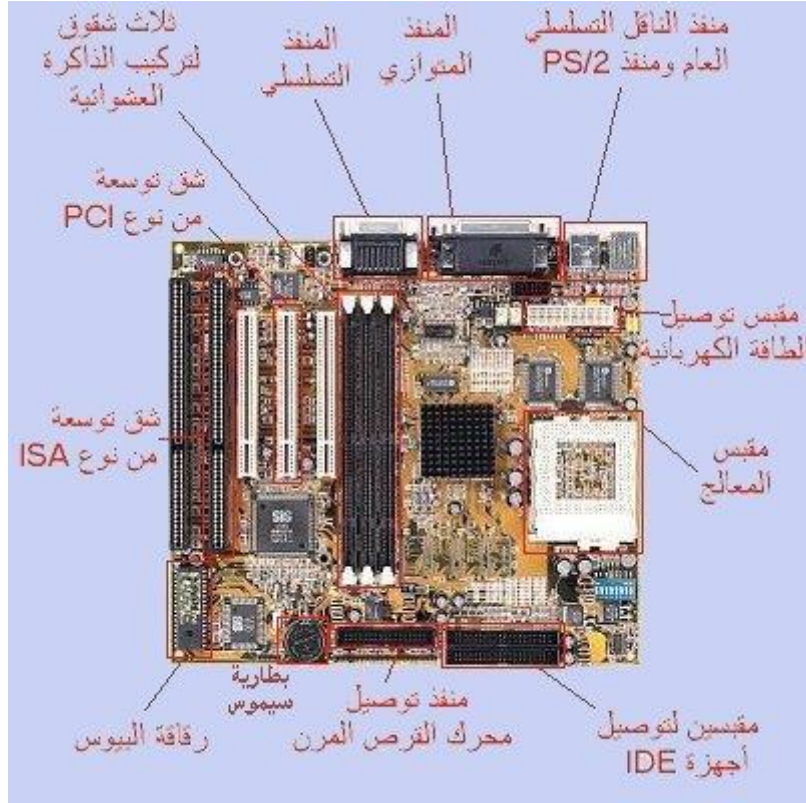 منفذ الناقل التسلسلي
العام ومنفذ PS/2
المنفذ
المتوازي
المنفذ
التسلسلي
ثلاث شقوق
لتركيب الذاكرة
العشوائية
شق توسعة
من نوع PCI
مقبس توصيل
الطاقة الكهربائية
شق توسعة
من نوع ISA
مقبس
المعالج
SiS
بطارية
سيموس
رقاقة البيوس
منفذ توصيل
محرك القرص المرن
مقبسين لتوصيل
أجهزة IDE